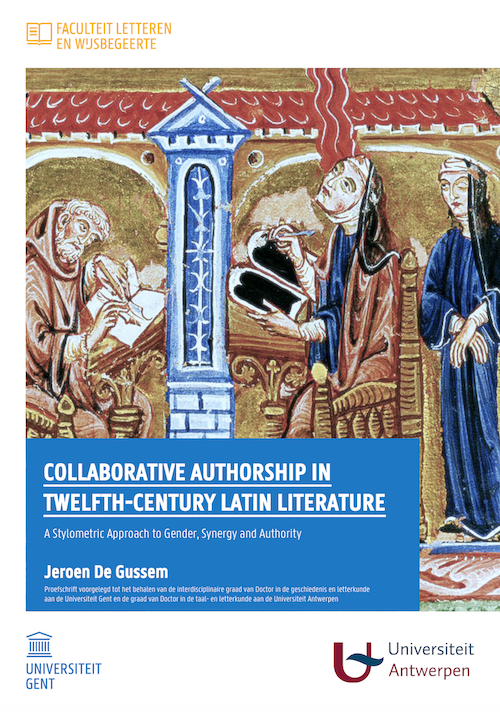 FACULTEIT LETTEREN
EN WIJSBEGEERTE
COLLABORATIVE AUTHORSHIP IN
TWELFTH-CENTURY LATIN LITERATURE
A Stylometric Approach to Gender, Synergy and Authority
Jeroen De Gussem
Proefschrift voorgelegd tot het behalen van de interdisciplinaire graad van Doctor in de geschiedenis en letterkunde
aan de Universiteit Gent en de graad van Doctor in de taal- en letterkunde aan de Universiteit Antwerpen
UNIVERSITEIT
GENT
Universiteit
Antwerpen